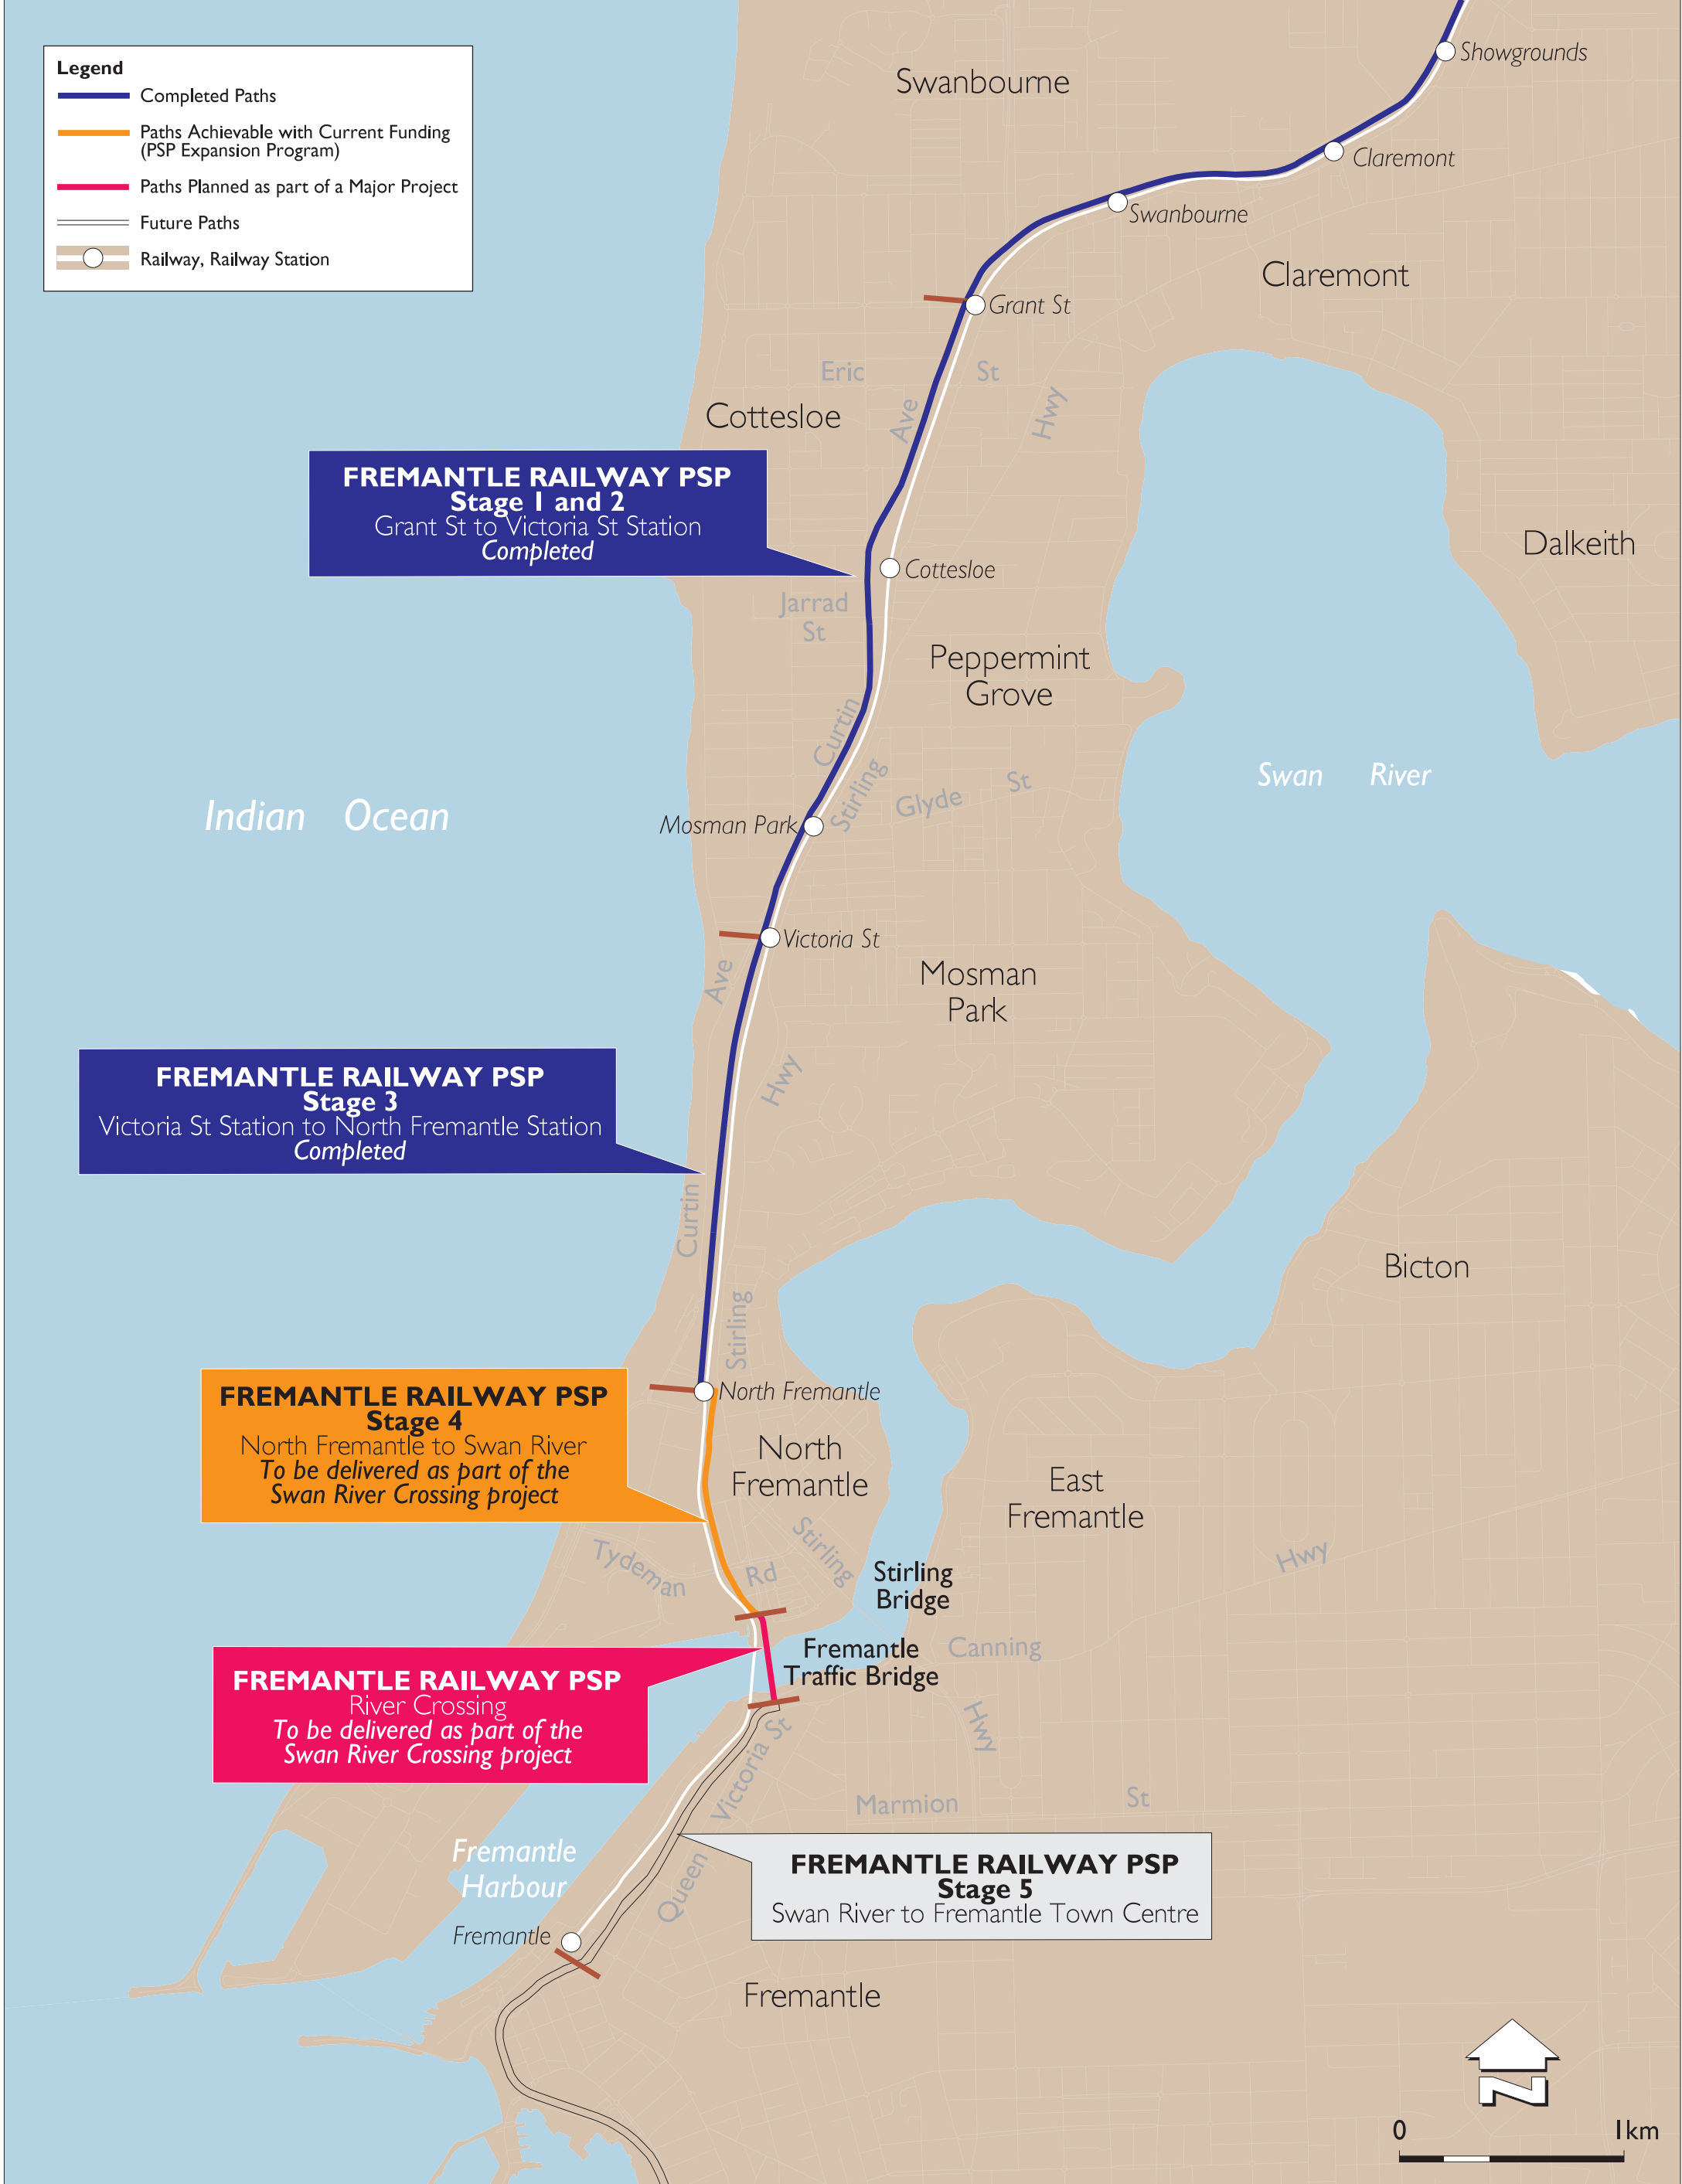 Legend
Completed Paths
Paths Achievable with Current Funding
(PSP Expansion Program)
Paths Planned as part of a Major Project
Future Paths
Railway, Railway Station
Showgrounds
Swanbourne
Claremont
Swanbourne
Claremont
Grant St
Eric St
Ave
Hwy
Cottesloe
FREMANTLE RAILWAY PSP
Stage 1 and 2
Grant St to Victoria St Station
Completed
Dalkeith
Cottesloe
Jarrad
St
Peppermint
Grove
Curtin
Stirling
Glyde St
Swan River
Indian Ocean
Mosman Park
Victoria St
Ave
Mosman
Park
Hwy
FREMANTLE RAILWAY PSP
Stage 3
Victoria St Station to North Fremantle Station
Completed
Curtin
Bicton
Stirling
North Fremantle
FREMANTLE RAILWAY PSP
Stage 4
North Fremantle to Swan River
To be delivered as part of the
Swan River Crossing project
North
Fremantle
East
Fremantle
Stirling
Tydeman Rd
Hwy
Stirling
Bridge
Fremantle
Traffic Bridge
Canning
Hwy
FREMANTLE RAILWAY PSP
River Crossing
To be delivered as part of the
Swan River Crossing project
Queen Victoria St
Marmion St
Fremantle
Harbour
FREMANTLE RAILWAY PSP
Stage 5
Swan River to Fremantle Town Centre
Fremantle
Fremantle
N
0 1km